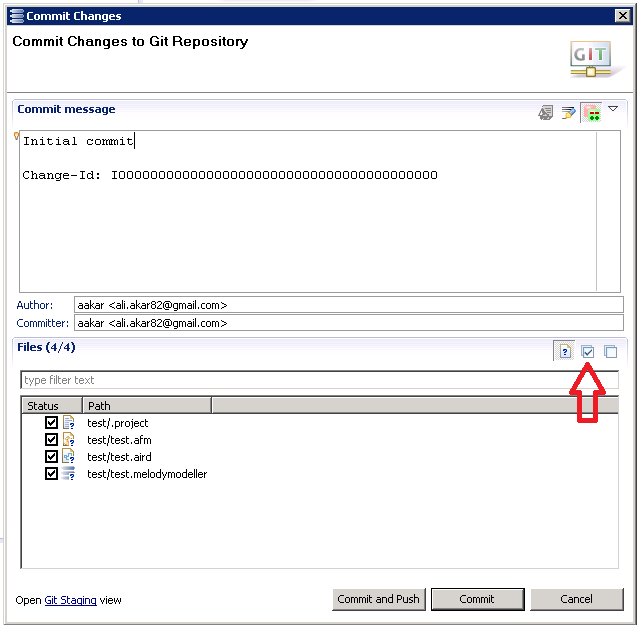 Commit Changes
Commit Changes to Git Repository
GIT
Commit message
Initial commit
Change-Id: I0000000000000000000000000000000000000000
Author: aakar <ali.akar82@gmail.com>
Committer: aakar <ali.akar82@gmail.com>
Files (4/4)
type filter text
Status Path
test/.project
test/test.afm
test/test.aird
test/test.melodymodeller
Open Git Staging view
Commit and Push Commit Cancel